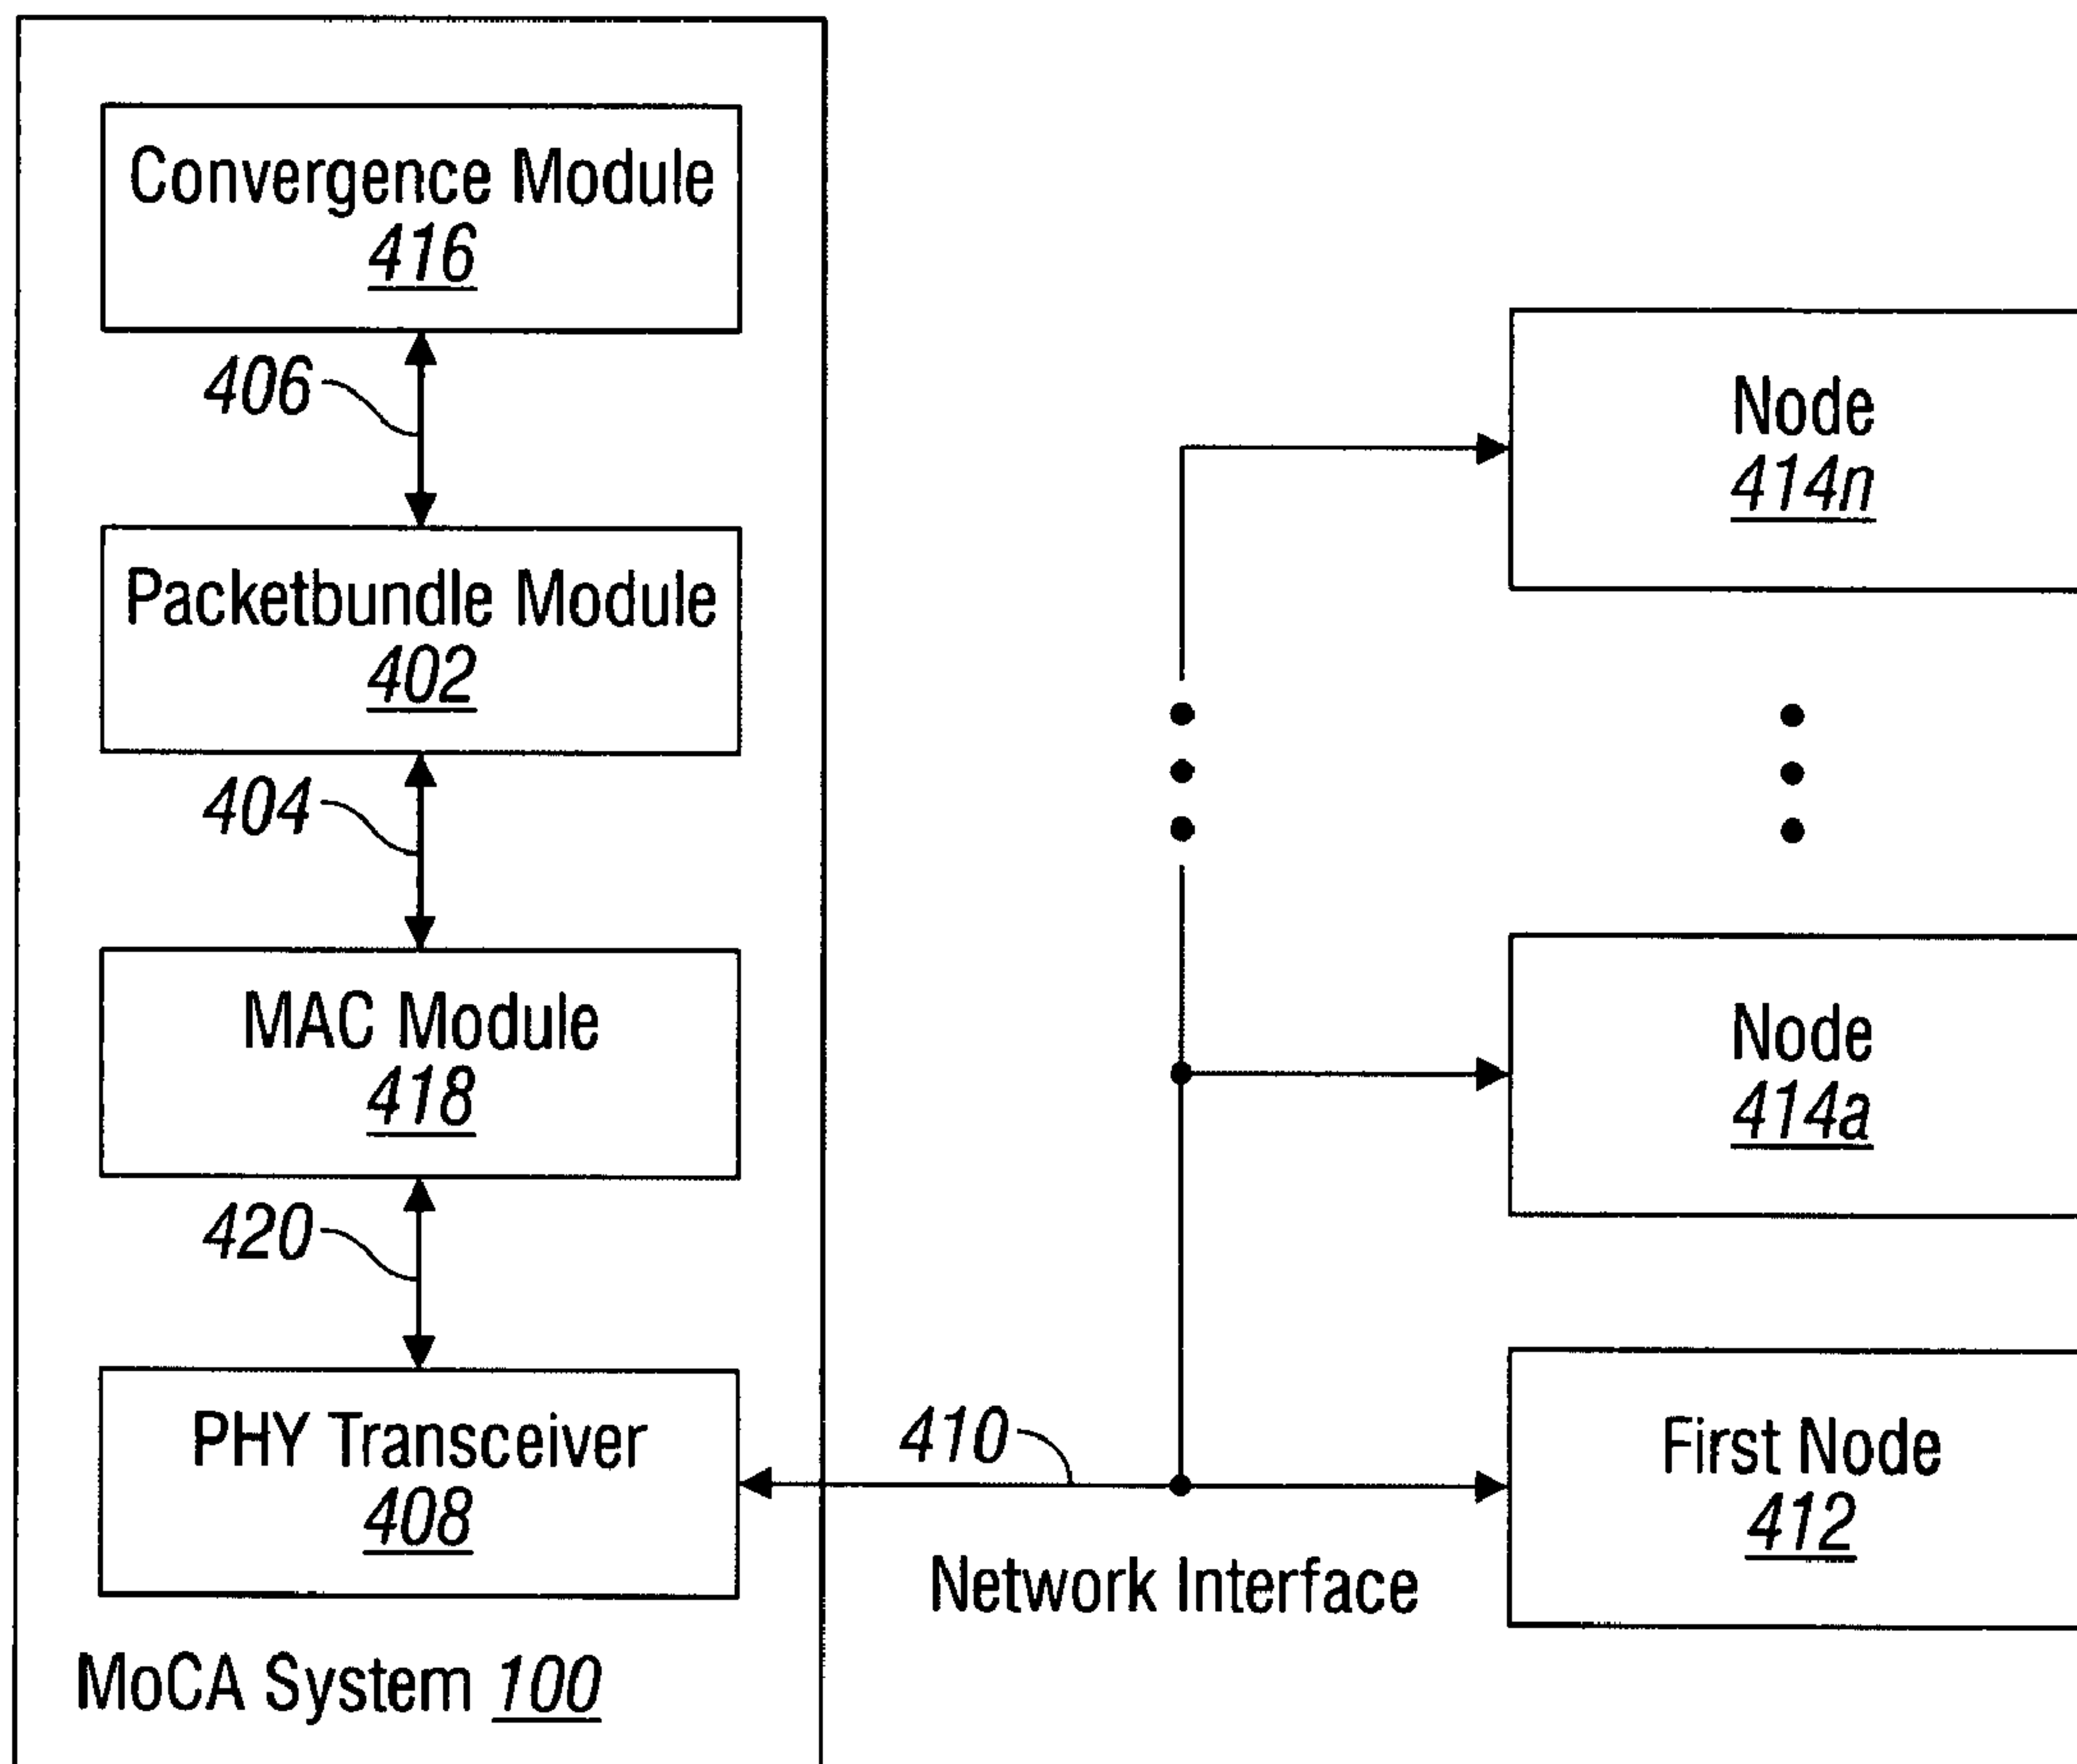 Convergence Module
416
406
Packetbundle Module
402
404
MAC Module
418
420
PHY Transceiver
408
MoCA System 100
410
Network Interface
Node
414n
Node
414a
First Node
412